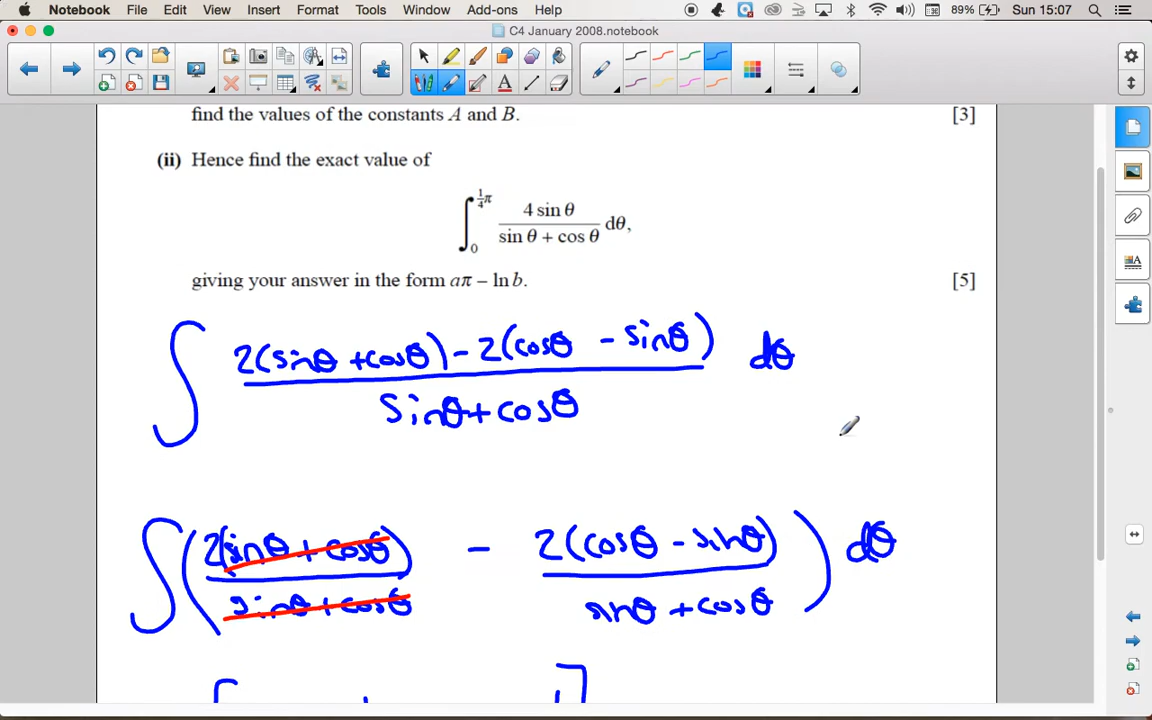 Notebook File Edit View Insert Format Tools Window Add-ons Help 89% Sun 15:07
C4 January 2008.notebook
find the values of the constants A and B. [3]
(ii) Hence find the exact value of
∫₀^{¼π} (4 sin θ)/(sin θ + cos θ) dθ,
giving your answer in the form aπ – ln b. [5]
∫ 2(sinθ + cosθ) - 2(cosθ - sinθ) dθ
sinθ + cosθ
∫ ( 2(sinθ + cosθ) - 2(cosθ - sinθ) ) dθ
sinθ + cosθ sinθ + cosθ